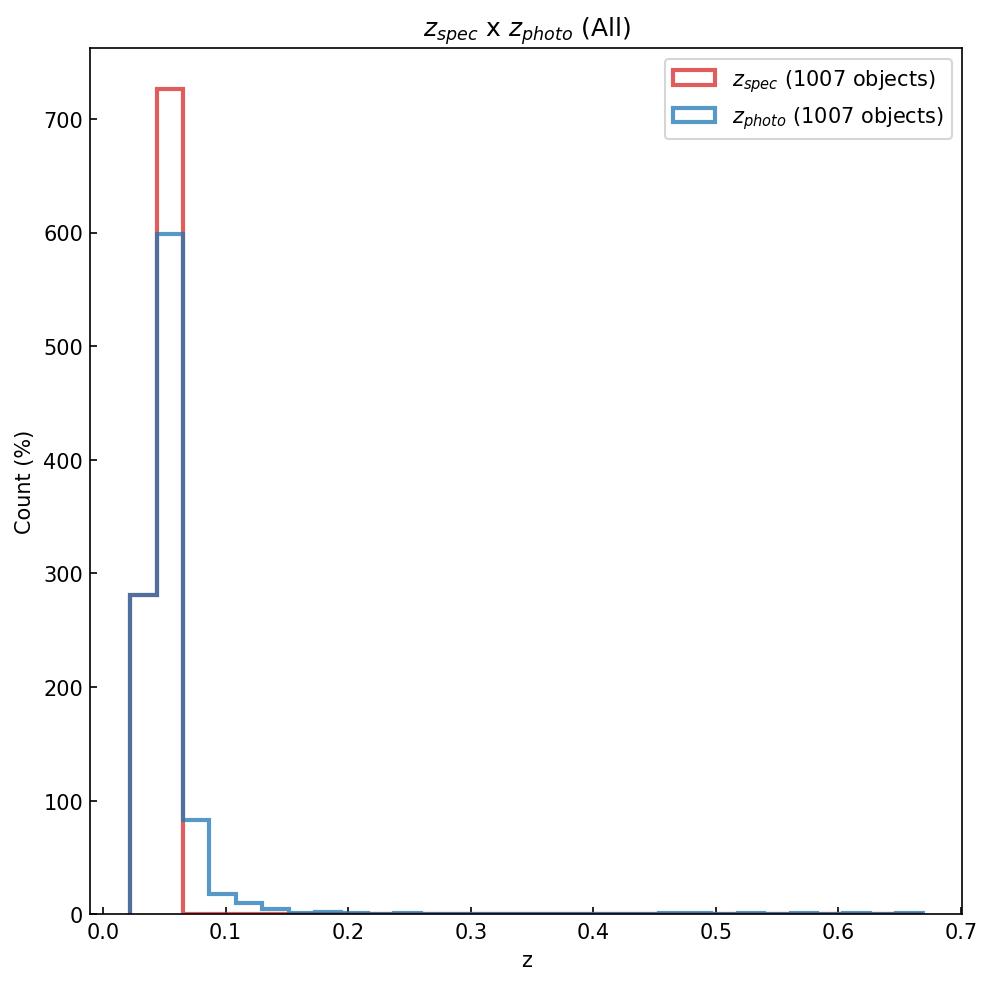 z_spec x z_photo (All)
z_spec (1007 objects)
z_photo (1007 objects)
Count (%)
700
600
500
400
300
200
100
0
0.0 0.1 0.2 0.3 0.4 0.5 0.6 0.7
z